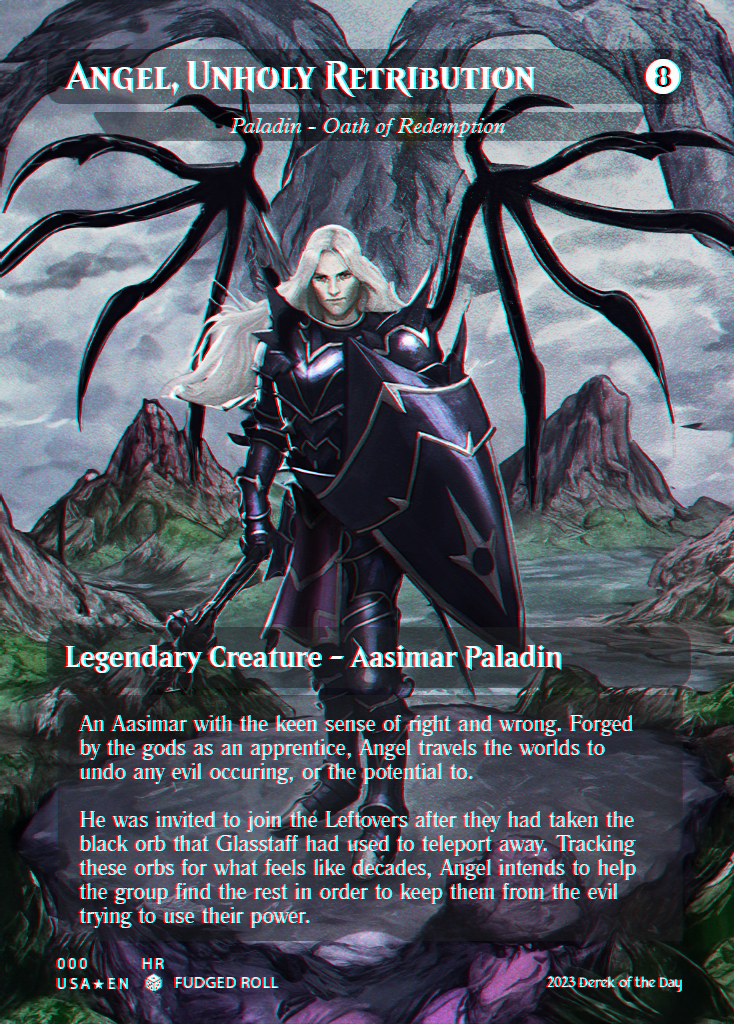 Angel, Unholy Retribution
8
Paladin - Oath of Redemption
Legendary Creature – Aasimar Paladin
An Aasimar with the keen sense of right and wrong. Forged
by the gods as an apprentice, Angel travels the worlds to
undo any evil occuring, or the potential to.
He was invited to join the Leftovers after they had taken the
black orb that Glasstaff had used to teleport away. Tracking
these orbs for what feels like decades, Angel intends to help
the group find the rest in order to keep them from the evil
trying to use their power.
000 HR
USA★EN FUDGED ROLL
2023 Derek of the Day